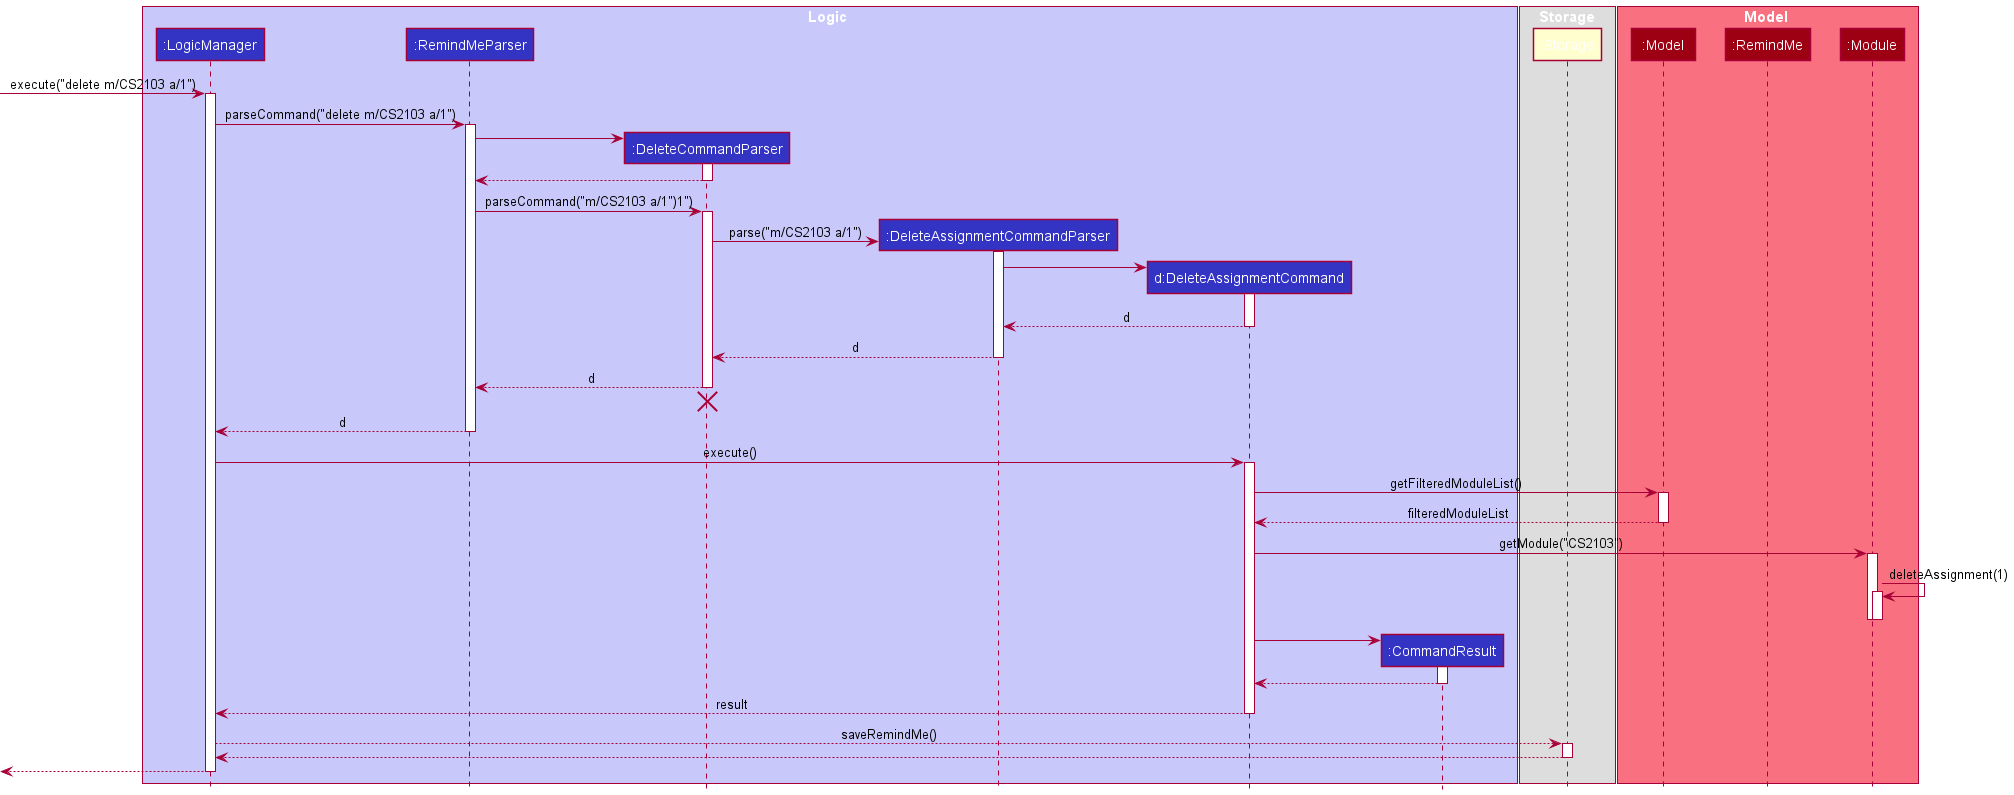 Logic
Storage
Model
:LogicManager
:RemindMeParser
:Model
:RemindMe
:Module
execute("delete m/CS2103 a/1")
parseCommand("delete m/CS2103 a/1")
:DeleteCommandParser
parseCommand("m/CS2103 a/1")1")
parse("m/CS2103 a/1")
:DeleteAssignmentCommandParser
d:DeleteAssignmentCommand
d
d
d
d
execute()
getFilteredModuleList()
filteredModuleList
getModule("CS2103")
deleteAssignment(1)
:CommandResult
result
saveRemindMe()